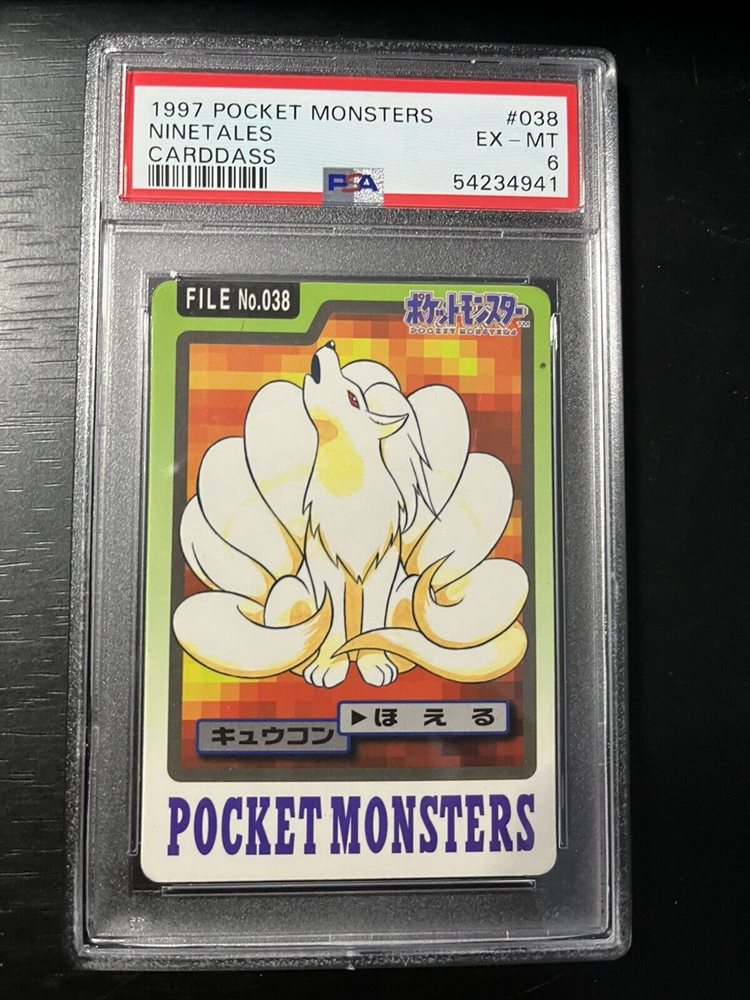 1997 POCKET MONSTERS #038
NINETALES EX - MT
CARDDASS 6
PSA 54234941
FILE No.038
ポケットモンスター TM
POCKET MONSTERS
▶ほえる
キュウコン
POCKET MONSTERS